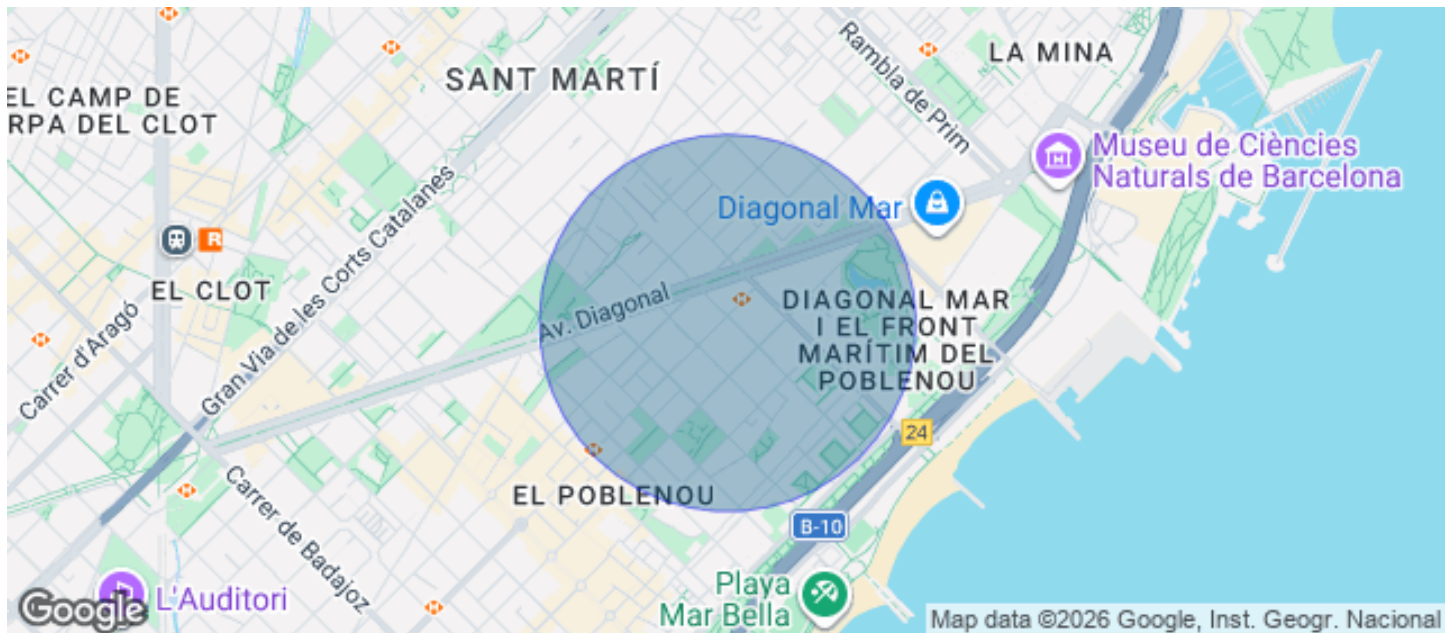 LA MINA
Rambla de Prim
SANT MARTÍ
EL CAMP DE
RPA DEL CLOT
Museu de Ciències
Naturals de Barcelona
Diagonal Mar
Gran Via de les Corts Catalanes
R
EL CLOT
Av. Diagonal
DIAGONAL MAR
I EL FRONT
MARÍTIM DEL
POBLENOU
Carrer d'Aragó
24
EL POBLENOU
Carrer de Badajoz
B-10
Playa
Mar Bella
L'Auditori
Google
Map data ©2026 Google, Inst. Geogr. Nacional